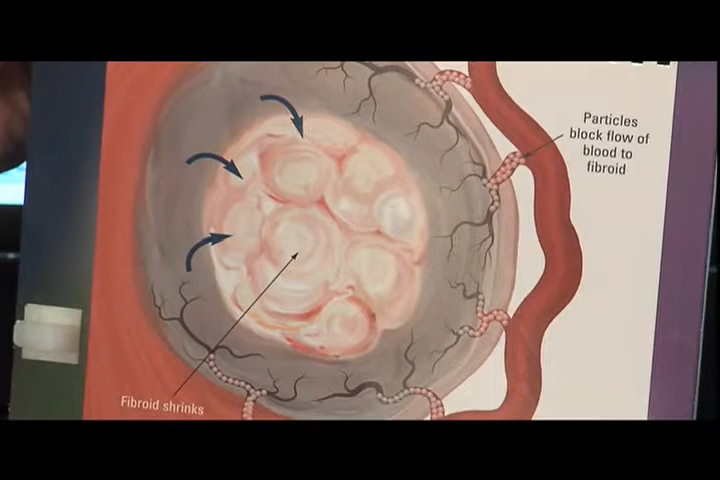 Particles
block flow of
blood to
fibroid
Fibroid shrinks